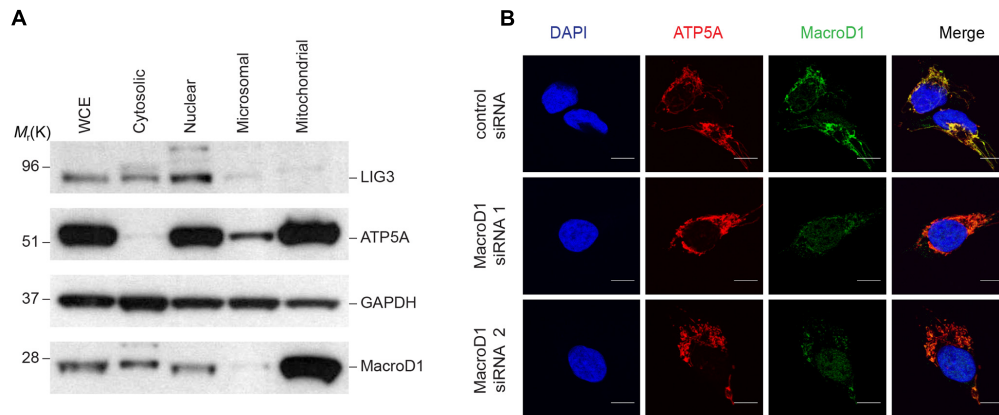 A
WCE
Cytosolic
Nuclear
Microsomal
Mitochondrial
Mr(K)
96
LIG3
51
ATP5A
37
GAPDH
28
MacroD1
B
DAPI
ATP5A
MacroD1
Merge
control
siRNA
MacroD1
siRNA 1
MacroD1
siRNA 2